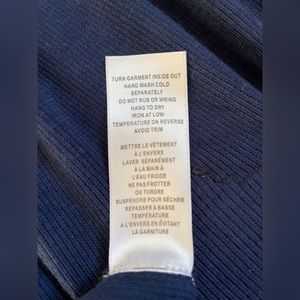 TURN GARMENT INSIDE OUT
HAND WASH COLD
SEPARATELY
DO NOT RUB OR WRING
HANG TO DRY
IRON AT LOW
TEMPERATURE ON REVERSE
AVOID TRIM
METTRE LE VÊTEMENT
À L'ENVERS
LAVER SÉPARÉMENT
À LA MAIN À
L'EAU FROIDE
NE PAS FROTTER
OU TORDRE
SUSPENDRE POUR SÉCHER
REPASSER À BASSE
TEMPÉRATURE
À L'ENVERS EN ÉVITANT
LA GARNITURE